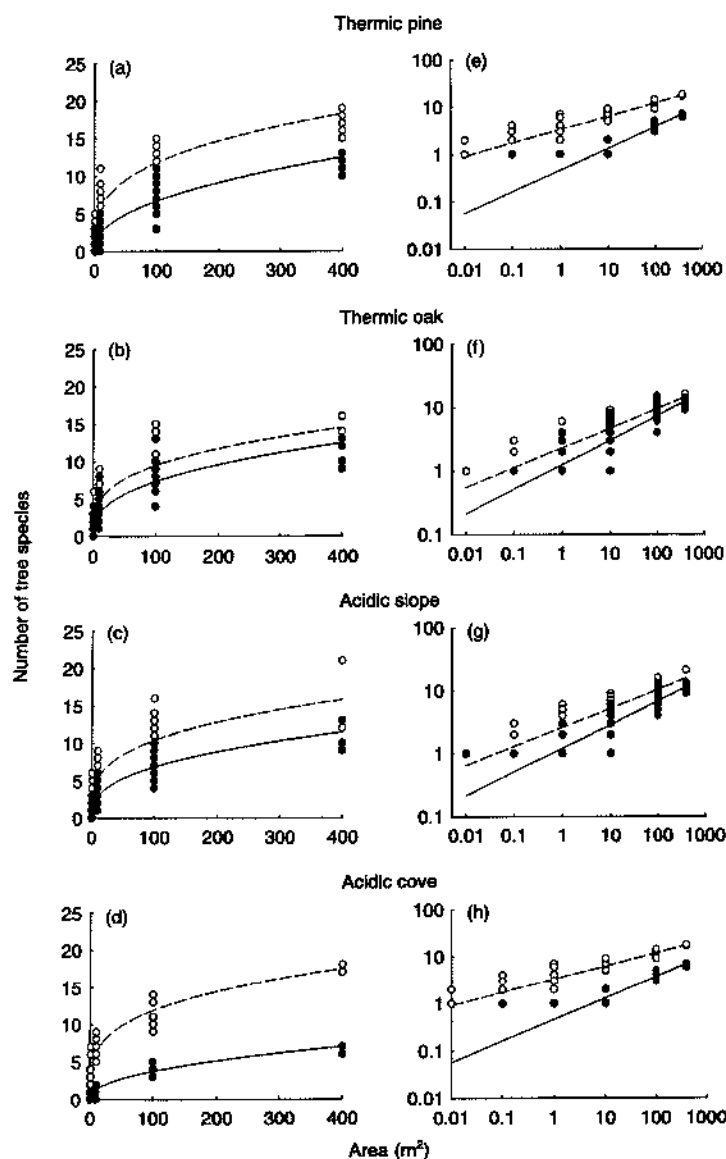 Thermic pine
(a)
25
20
15
10
5
0
0 100 200 300 400
(e)
100
10
1
0.1
0.01
0.01 0.1 1 10 100 1000
Thermic oak
(b)
25
20
15
10
5
0
0 100 200 300 400
(f)
100
10
1
0.1
0.01 0.1 1 10 100 1000
Number of tree species
Acidic slope
(c)
25
20
15
10
5
0
0 100 200 300 400
(g)
100
10
1
0.1
0.01 0.1 1 10 100 1000
Acidic cove
(d)
25
20
15
10
5
0
0 100 200 300 400
(h)
100
10
1
0.1
0.01
0.01 0.1 1 10 100 1000
Area (m²)